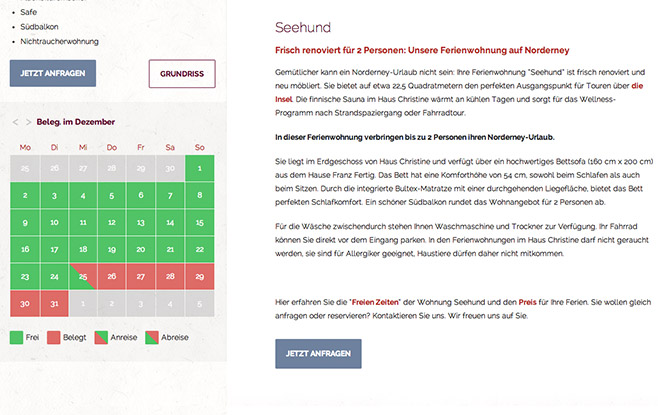 • Safe
• Südbalkon
• Nichtraucherwohnung
JETZT ANFRAGEN
GRUNDRISS
< > Beleg. im Dezember
Mo Di Mi Do Fr Sa So
25 26 27 28 29 30 1
2 3 4 5 6 7 8
9 10 11 12 13 14 15
16 17 18 19 20 21 22
23 24 25 26 27 28 29
30 31 1 2 3 4 5
Frei Belegt Anreise Abreise
Seehund
Frisch renoviert für 2 Personen: Unsere Ferienwohnung auf Norderney
Gemütlicher kann ein Norderney-Urlaub nicht sein: Ihre Ferienwohnung "Seehund" ist frisch renoviert und
neu möbliert. Sie bietet auf etwa 22,5 Quadratmetern den perfekten Ausgangspunkt für Touren über die
Insel. Die finnische Sauna im Haus Christine wärmt an kühlen Tagen und sorgt für das Wellness-
Programm nach Strandspaziergang oder Fahrradtour.
In dieser Ferienwohnung verbringen bis zu 2 Personen ihren Norderney-Urlaub.
Sie liegt im Erdgeschoss von Haus Christine und verfügt über ein hochwertiges Bettsofa (160 cm x 200 cm)
aus dem Hause Franz Fertig. Das Bett hat eine Komforthöhe von 54 cm, sowohl beim Schlafen als auch
beim Sitzen. Durch die integrierte Bultex-Matratze mit einer durchgehenden Liegefläche, bietet das Bett
perfekten Schlafkomfort. Ein schöner Südbalkon rundet das Wohnangebot für 2 Personen ab.
Für die Wäsche zwischendurch stehen Ihnen Waschmaschine und Trockner zur Verfügung. Ihr Fahrrad
können Sie direkt vor dem Eingang parken. In den Ferienwohnungen im Haus Christine darf nicht geraucht
werden, sie sind für Allergiker geeignet, Haustiere dürfen daher nicht mitkommen.
Hier erfahren Sie die "Freien Zeiten" der Wohnung Seehund und den Preis für Ihre Ferien. Sie wollen gleich
anfragen oder reservieren? Kontaktieren Sie uns. Wir freuen uns auf Sie.
JETZT ANFRAGEN